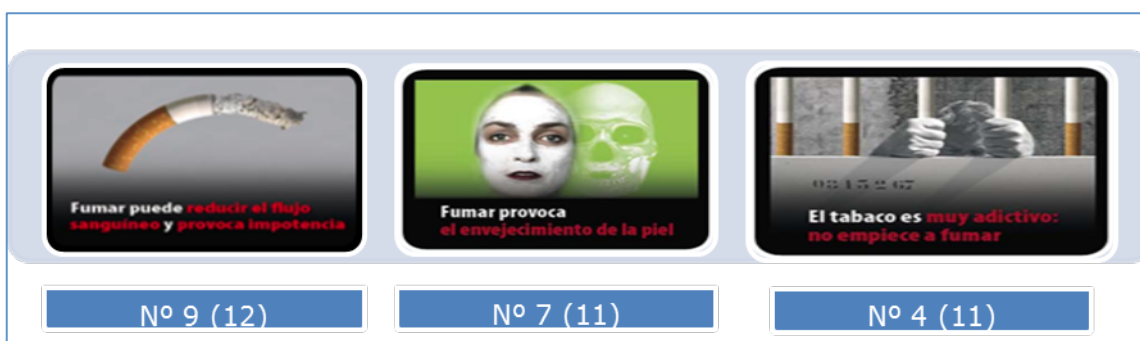 Fumar puede reducir el flujo
sanguíneo y provoca impotencia
Fumar provoca
el envejecimiento de la piel
El tabaco es muy adictivo:
no empiece a fumar
Nº 9 (12)
Nº 7 (11)
Nº 4 (11)